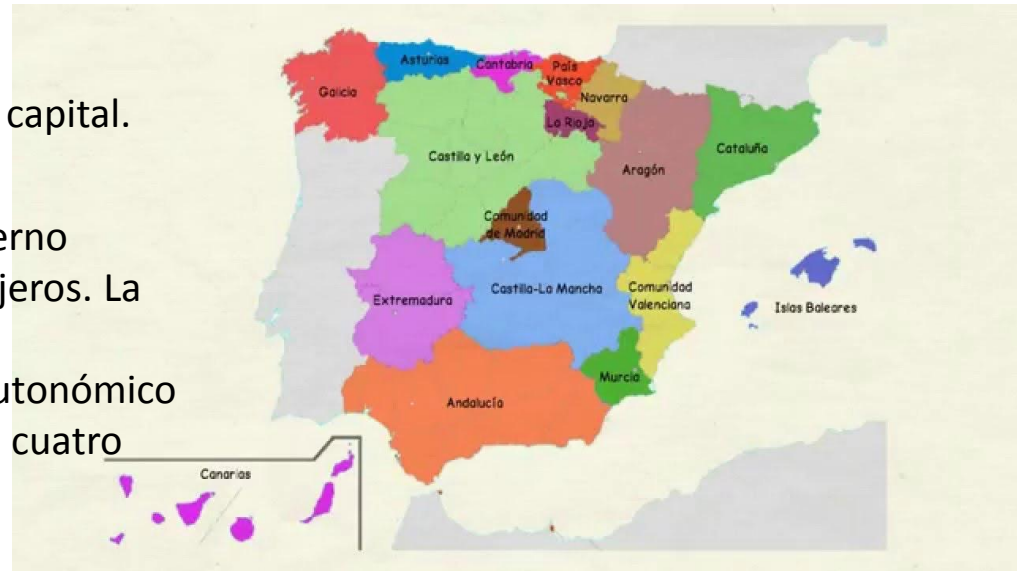 capital.
erno
jeros. La
utonómico
cuatro
Galicia
Asturias
Cantabria
País
Vasco
Navarra
La Rioja
Castilla y León
Aragón
Cataluña
Comunidad
de Madrid
Extremadura
Castilla-La Mancha
Comunidad
Valenciana
Islas Baleares
Murcia
Andalucía
Canarias